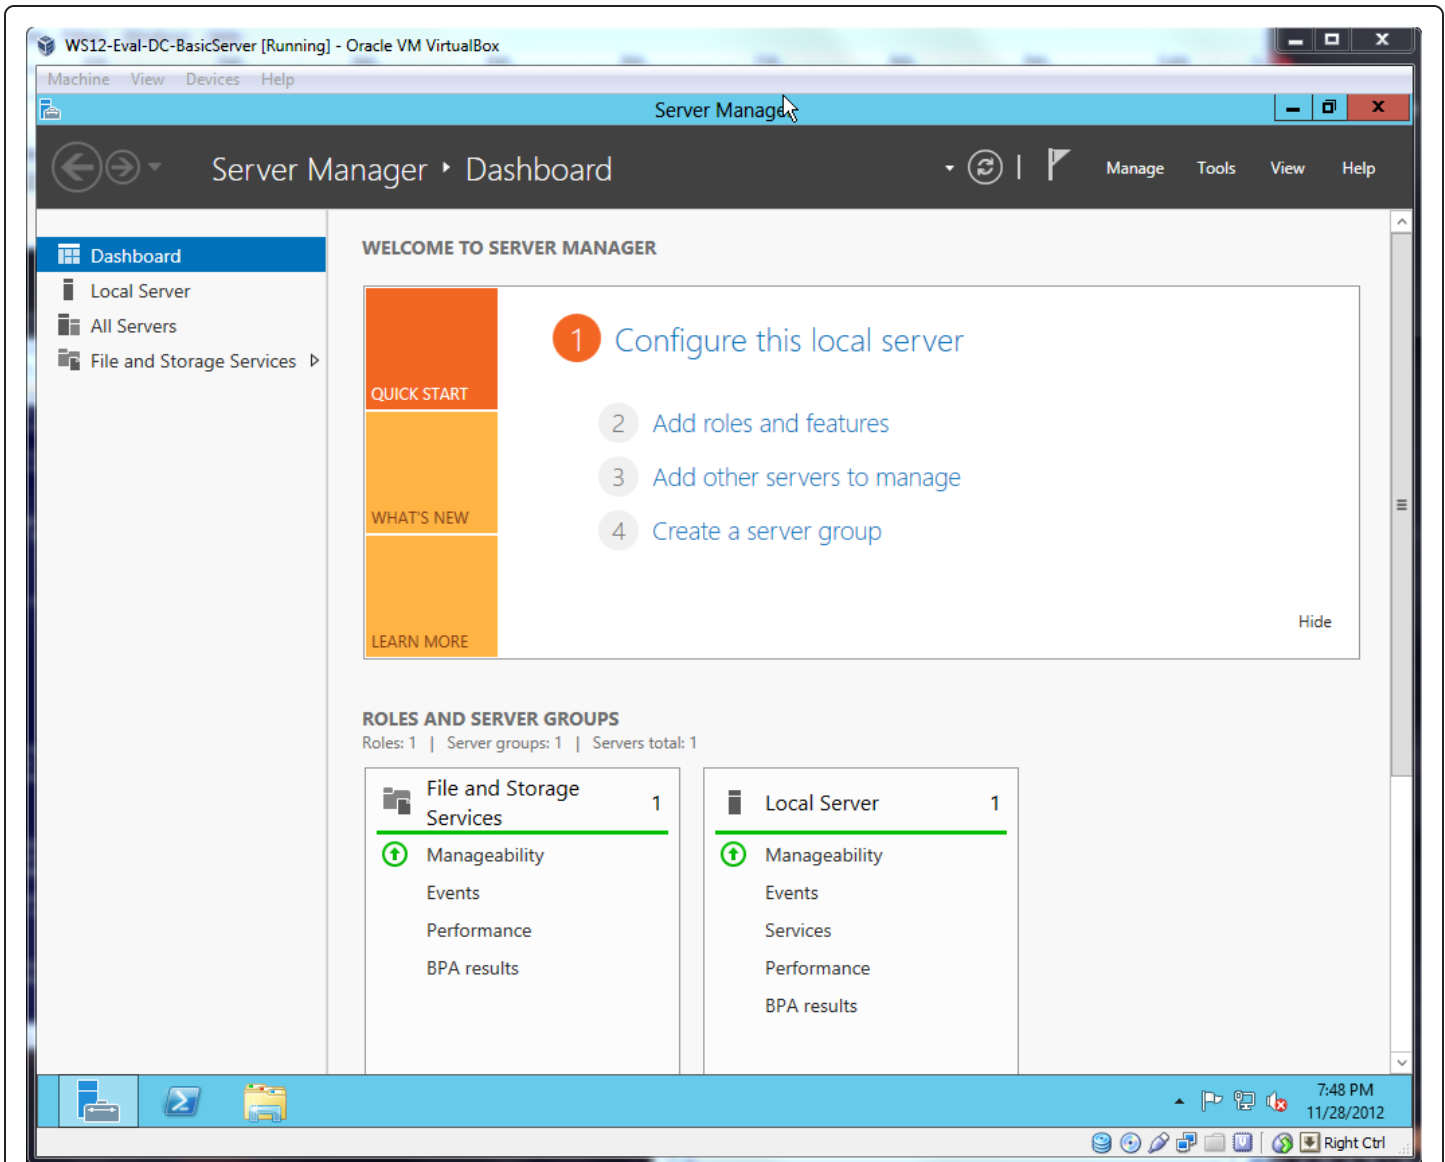 WS12-Eval-DC-BasicServer [Running] - Oracle VM VirtualBox
Machine View Devices Help
Server Manager
Server Manager ‣ Dashboard
Manage Tools View Help
Dashboard
Local Server
All Servers
File and Storage Services
WELCOME TO SERVER MANAGER
QUICK START
WHAT'S NEW
LEARN MORE
1 Configure this local server
2 Add roles and features
3 Add other servers to manage
4 Create a server group
Hide
ROLES AND SERVER GROUPS
Roles: 1 | Server groups: 1 | Servers total: 1
File and Storage
Services 1
Manageability
Events
Performance
BPA results
Local Server 1
Manageability
Events
Services
Performance
BPA results
7:48 PM
11/28/2012
Right Ctrl